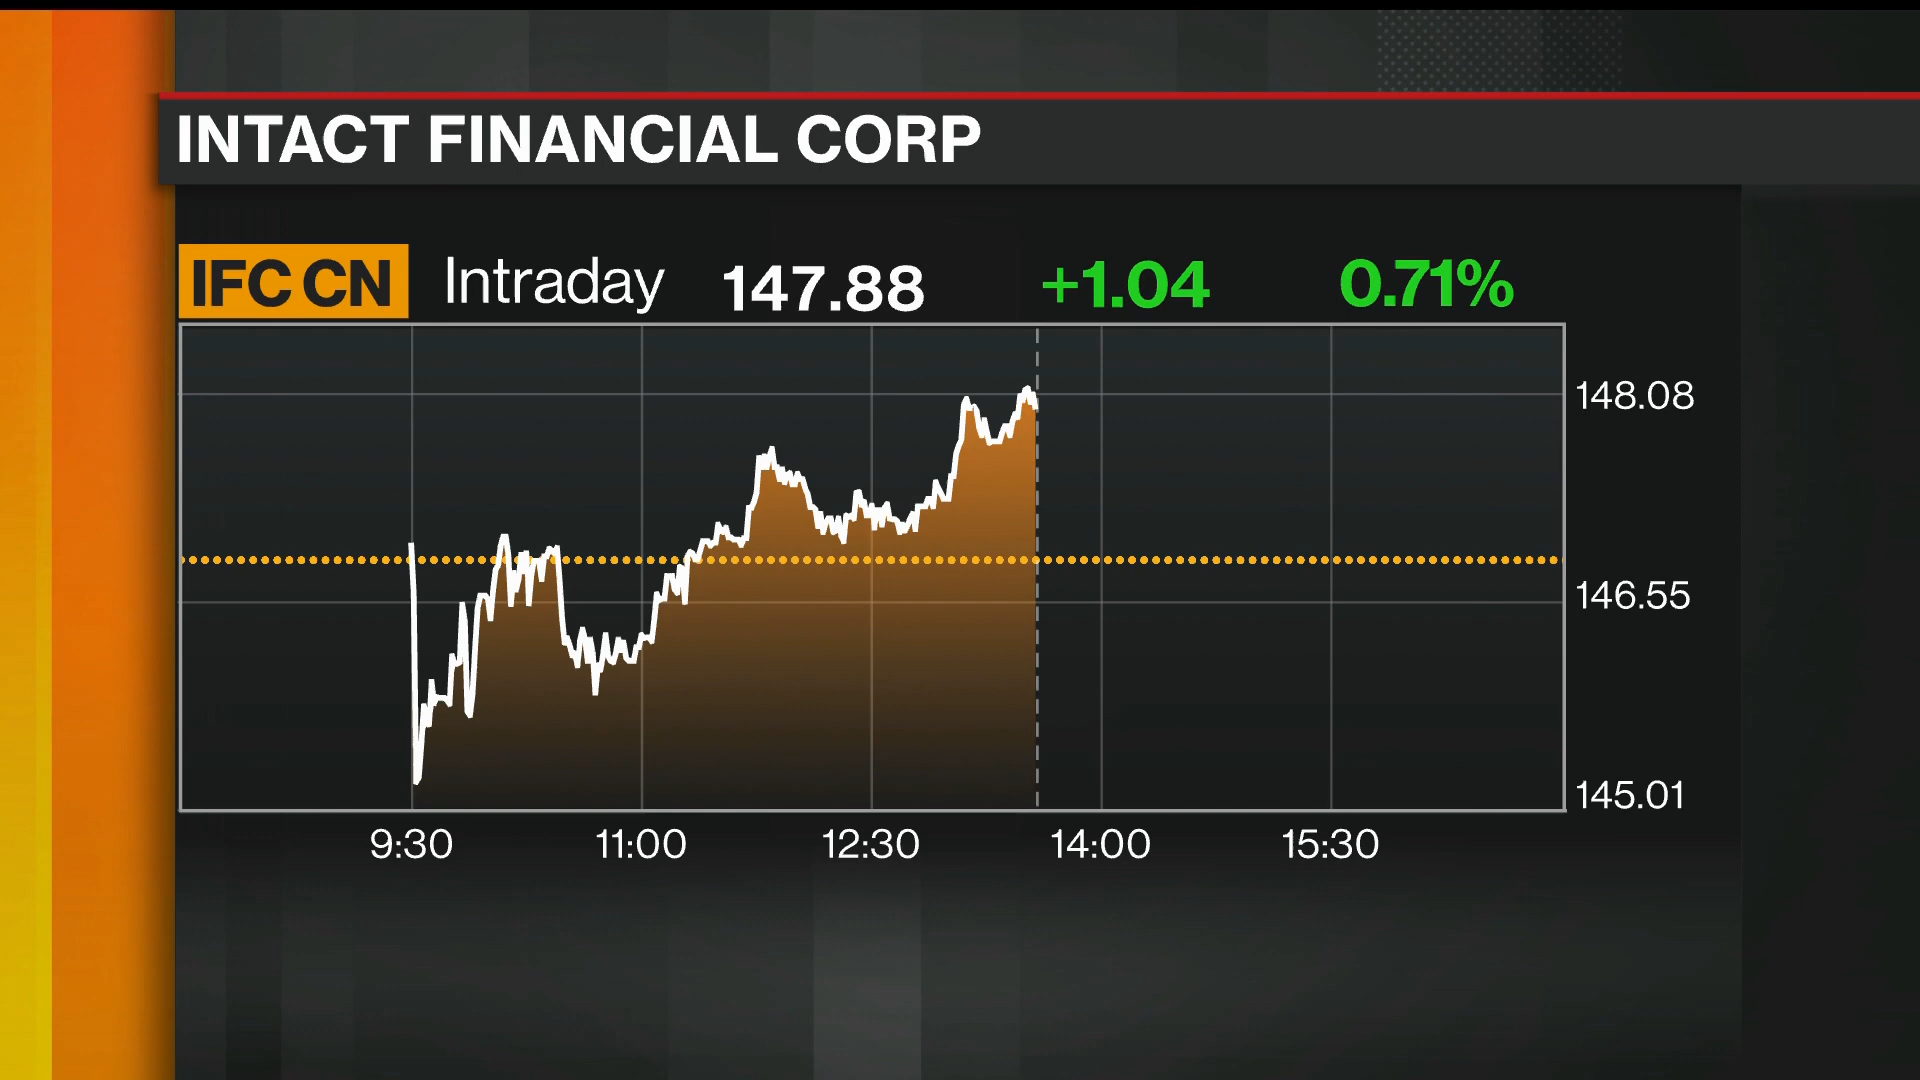 INTACT FINANCIAL CORP
IFC CN Intraday 147.88 +1.04 0.71%
148.08
146.55
145.01
9:30 11:00 12:30 14:00 15:30